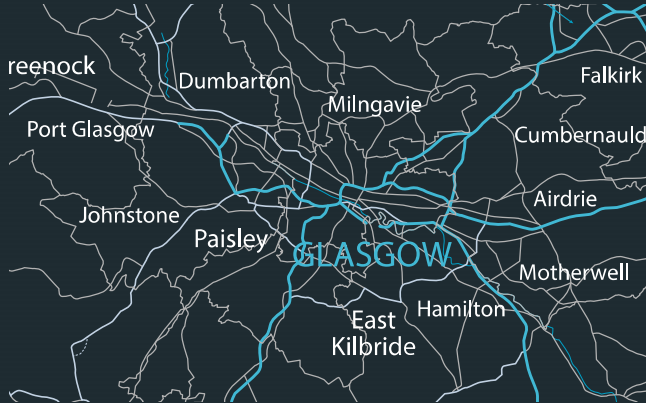 reenock
Dumbarton
Falkirk
Milngavie
Port Glasgow
Cumbernauld
Airdrie
Johnstone
Paisley
GLASGOW
Motherwell
Hamilton
East
Kilbride